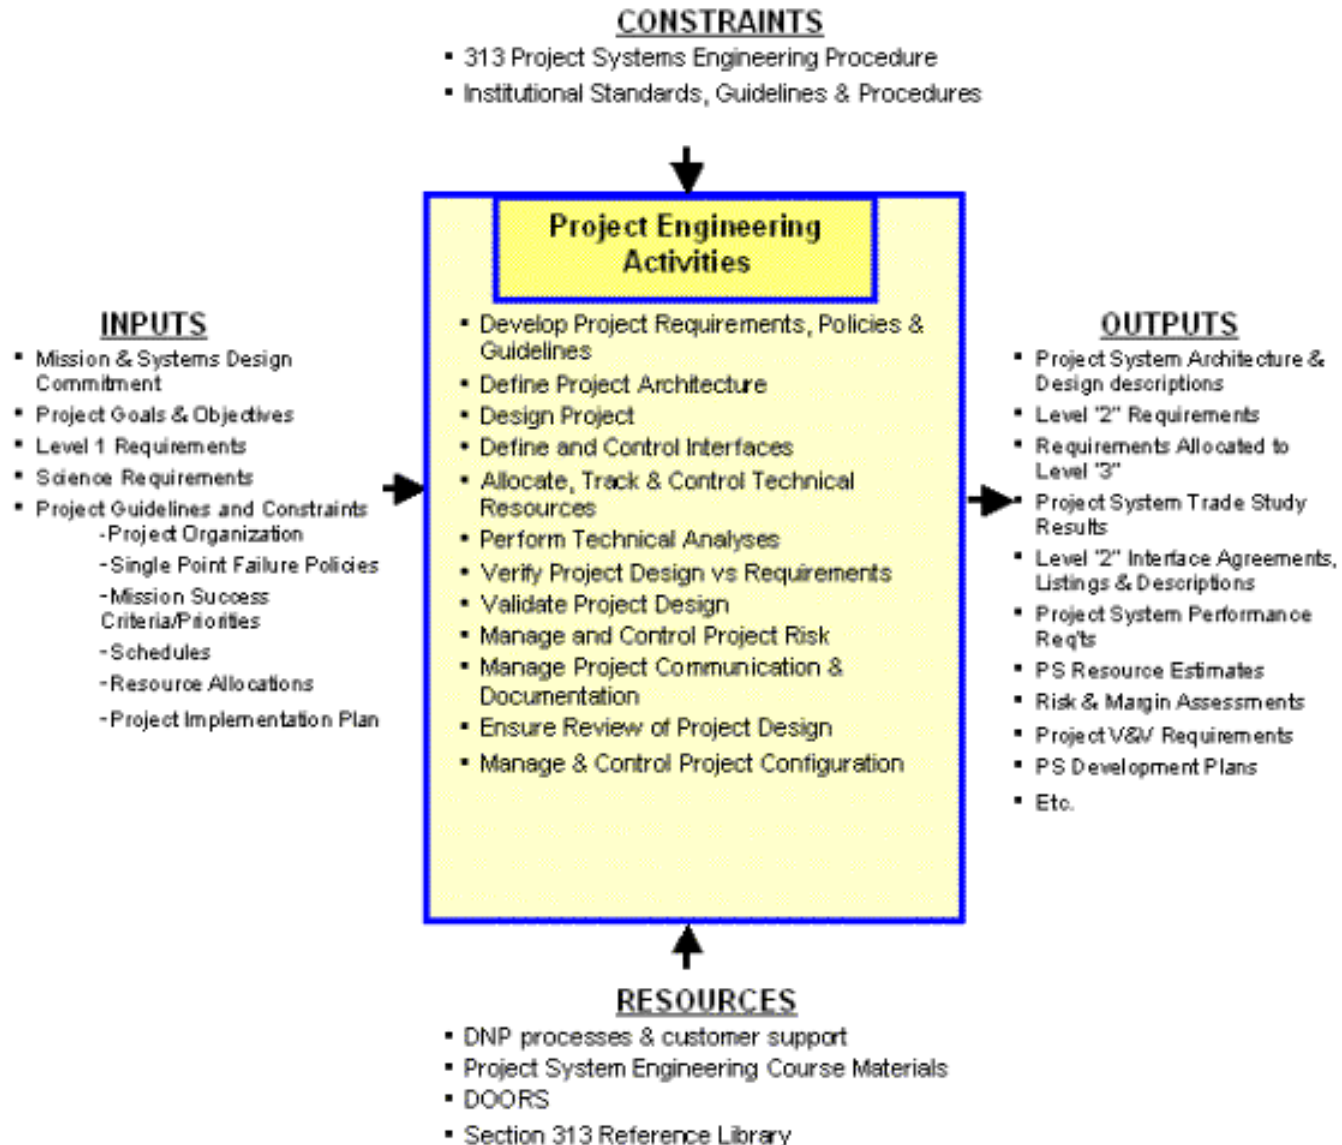 CONSTRAINTS
▪ 313 Project Systems Engineering Procedure
▪ Institutional Standards, Guidelines & Procedures
Project Engineering
Activities
▪ Develop Project Requirements, Policies &
Guidelines
▪ Define Project Architecture
▪ Design Project
▪ Define and Control Interfaces
▪ Allocate, Track & Control Technical
Resources
▪ Perform Technical Analyses
▪ Verify Project Design vs Requirements
▪ Validate Project Design
▪ Manage and Control Project Risk
▪ Manage Project Communication &
Documentation
▪ Ensure Review of Project Design
▪ Manage & Control Project Configuration
INPUTS
▪ Mission & Systems Design
Commitment
▪ Project Goals & Objectives
▪ Level 1 Requirements
▪ Science Requirements
▪ Project Guidelines and Constraints
-Project Organization
-Single Point Failure Policies
-Mission Success
Criteria/Priorities
-Schedules
-Resource Allocations
-Project Implementation Plan
OUTPUTS
▪ Project System Architecture &
Design descriptions
▪ Level "2" Requirements
▪ Requirements Allocated to
Level "3"
▪ Project System Trade Study
Results
▪ Level "2" Interface Agreements,
Listings & Descriptions
▪ Project System Performance
Req'ts
▪ PS Resource Estimates
▪ Risk & Margin Assessments
▪ Project V&V Requirements
▪ PS Development Plans
▪ Etc.
RESOURCES
▪ DNP processes & customer support
▪ Project System Engineering Course Materials
▪ DOORS
▪ Section 313 Reference Library